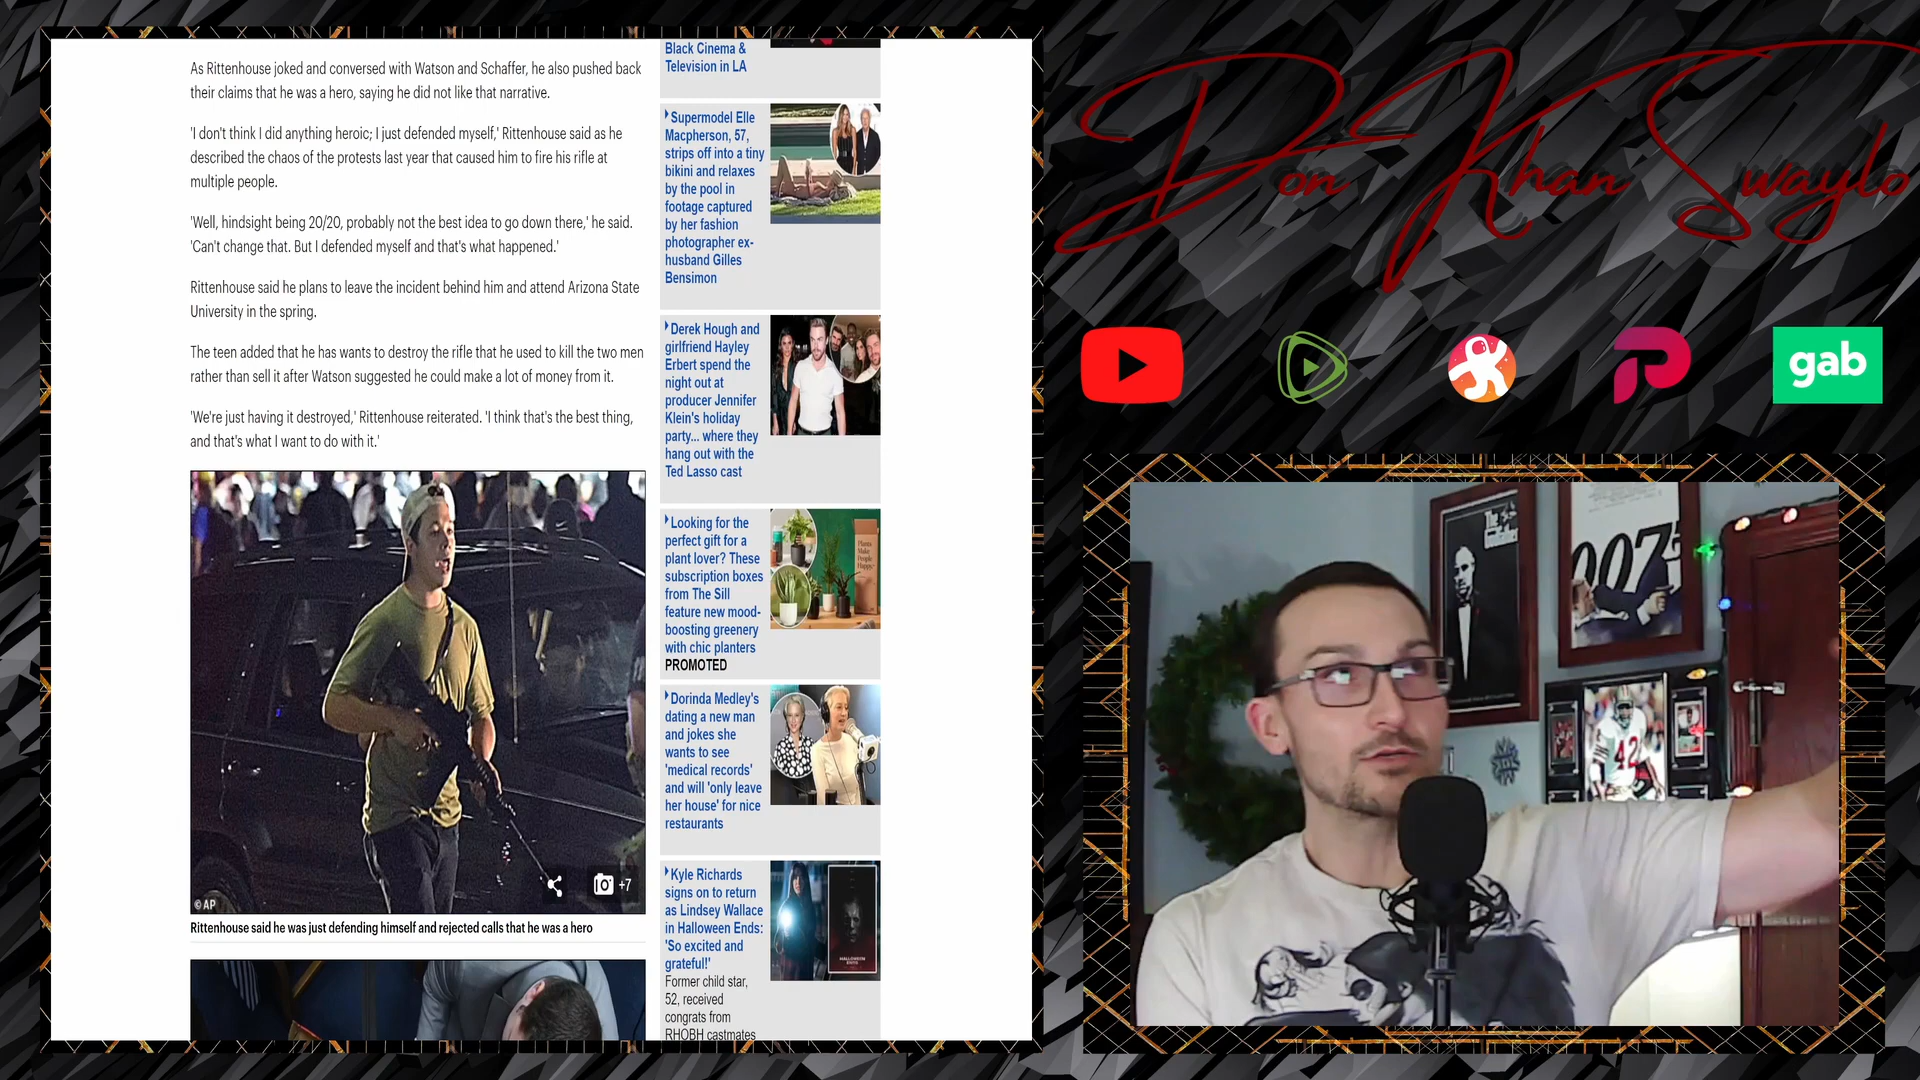 As Rittenhouse joked and conversed with Watson and Schaffer, he also pushed back
their claims that he was a hero, saying he did not like that narrative.
'I don't think I did anything heroic; I just defended myself,' Rittenhouse said as he
described the chaos of the protests last year that caused him to fire his rifle at
multiple people.
'Well, hindsight being 20/20, probably not the best idea to go down there,' he said.
'Can't change that. But I defended myself and that's what happened.'
Rittenhouse said he plans to leave the incident behind him and attend Arizona State
University in the spring.
The teen added that he has wants to destroy the rifle that he used to kill the two men
rather than sell it after Watson suggested he could make a lot of money from it.
'We're just having it destroyed,' Rittenhouse reiterated. 'I think that's the best thing,
and that's what I want to do with it.'
+7
© AP
Rittenhouse said he was just defending himself and rejected calls that he was a hero
Black Cinema &
Television in LA
Supermodel Elle
Macpherson, 57,
strips off into a tiny
bikini and relaxes
by the pool in
footage captured
by her fashion
photographer ex-
husband Gilles
Bensimon
Derek Hough and
girlfriend Hayley
Erbert spend the
night out at
producer Jennifer
Klein's holiday
party... where they
hang out with the
Ted Lasso cast
Looking for the
perfect gift for a
plant lover? These
subscription boxes
from The Sill
feature new mood-
boosting greenery
with chic planters
PROMOTED
Plants
Make
People
Happy
Dorinda Medley's
dating a new man
and jokes she
wants to see
'medical records'
and will 'only leave
her house' for nice
restaurants
Kyle Richards
signs on to return
as Lindsey Wallace
in Halloween Ends:
'So excited and
grateful!'
Former child star,
52, received
congrats from
RHOBH castmates
HALLOWEEN
ENDS
Don Khan Swaylo
gab
The
007
42